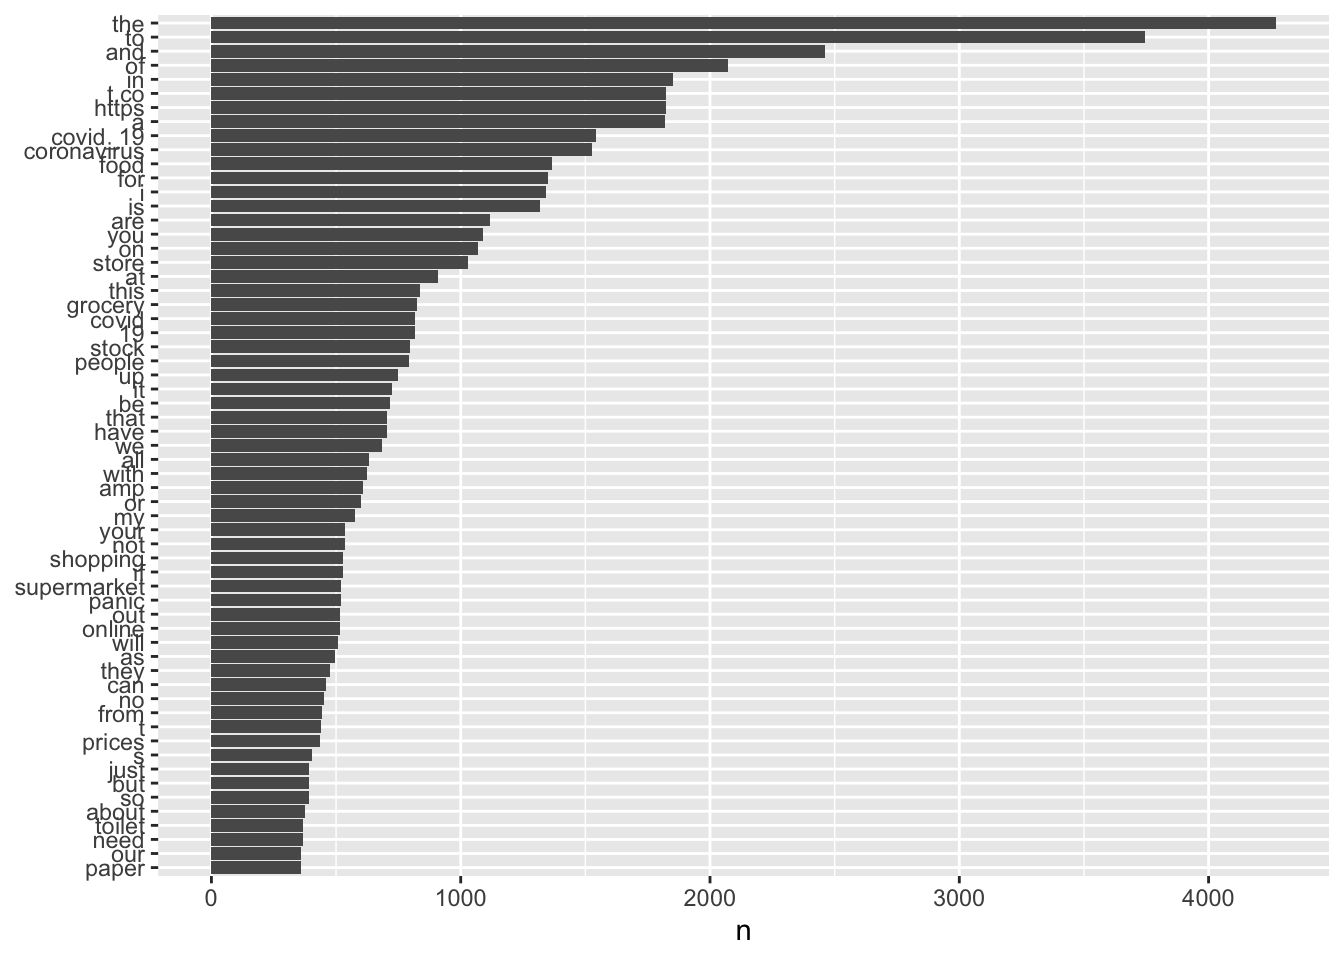 the
to
and
of
in
t.co
https
a
covid_19
coronavirus
food
for
i
is
are
you
on
store
at
this
grocery
covid
19
stock
people
up
it
be
that
have
we
all
with
amp
or
my
your
not
shopping
if
supermarket
panic
out
online
will
as
they
can
no
from
t
prices
s
just
but
so
about
toilet
need
our
paper
0 1000 2000 3000 4000
n